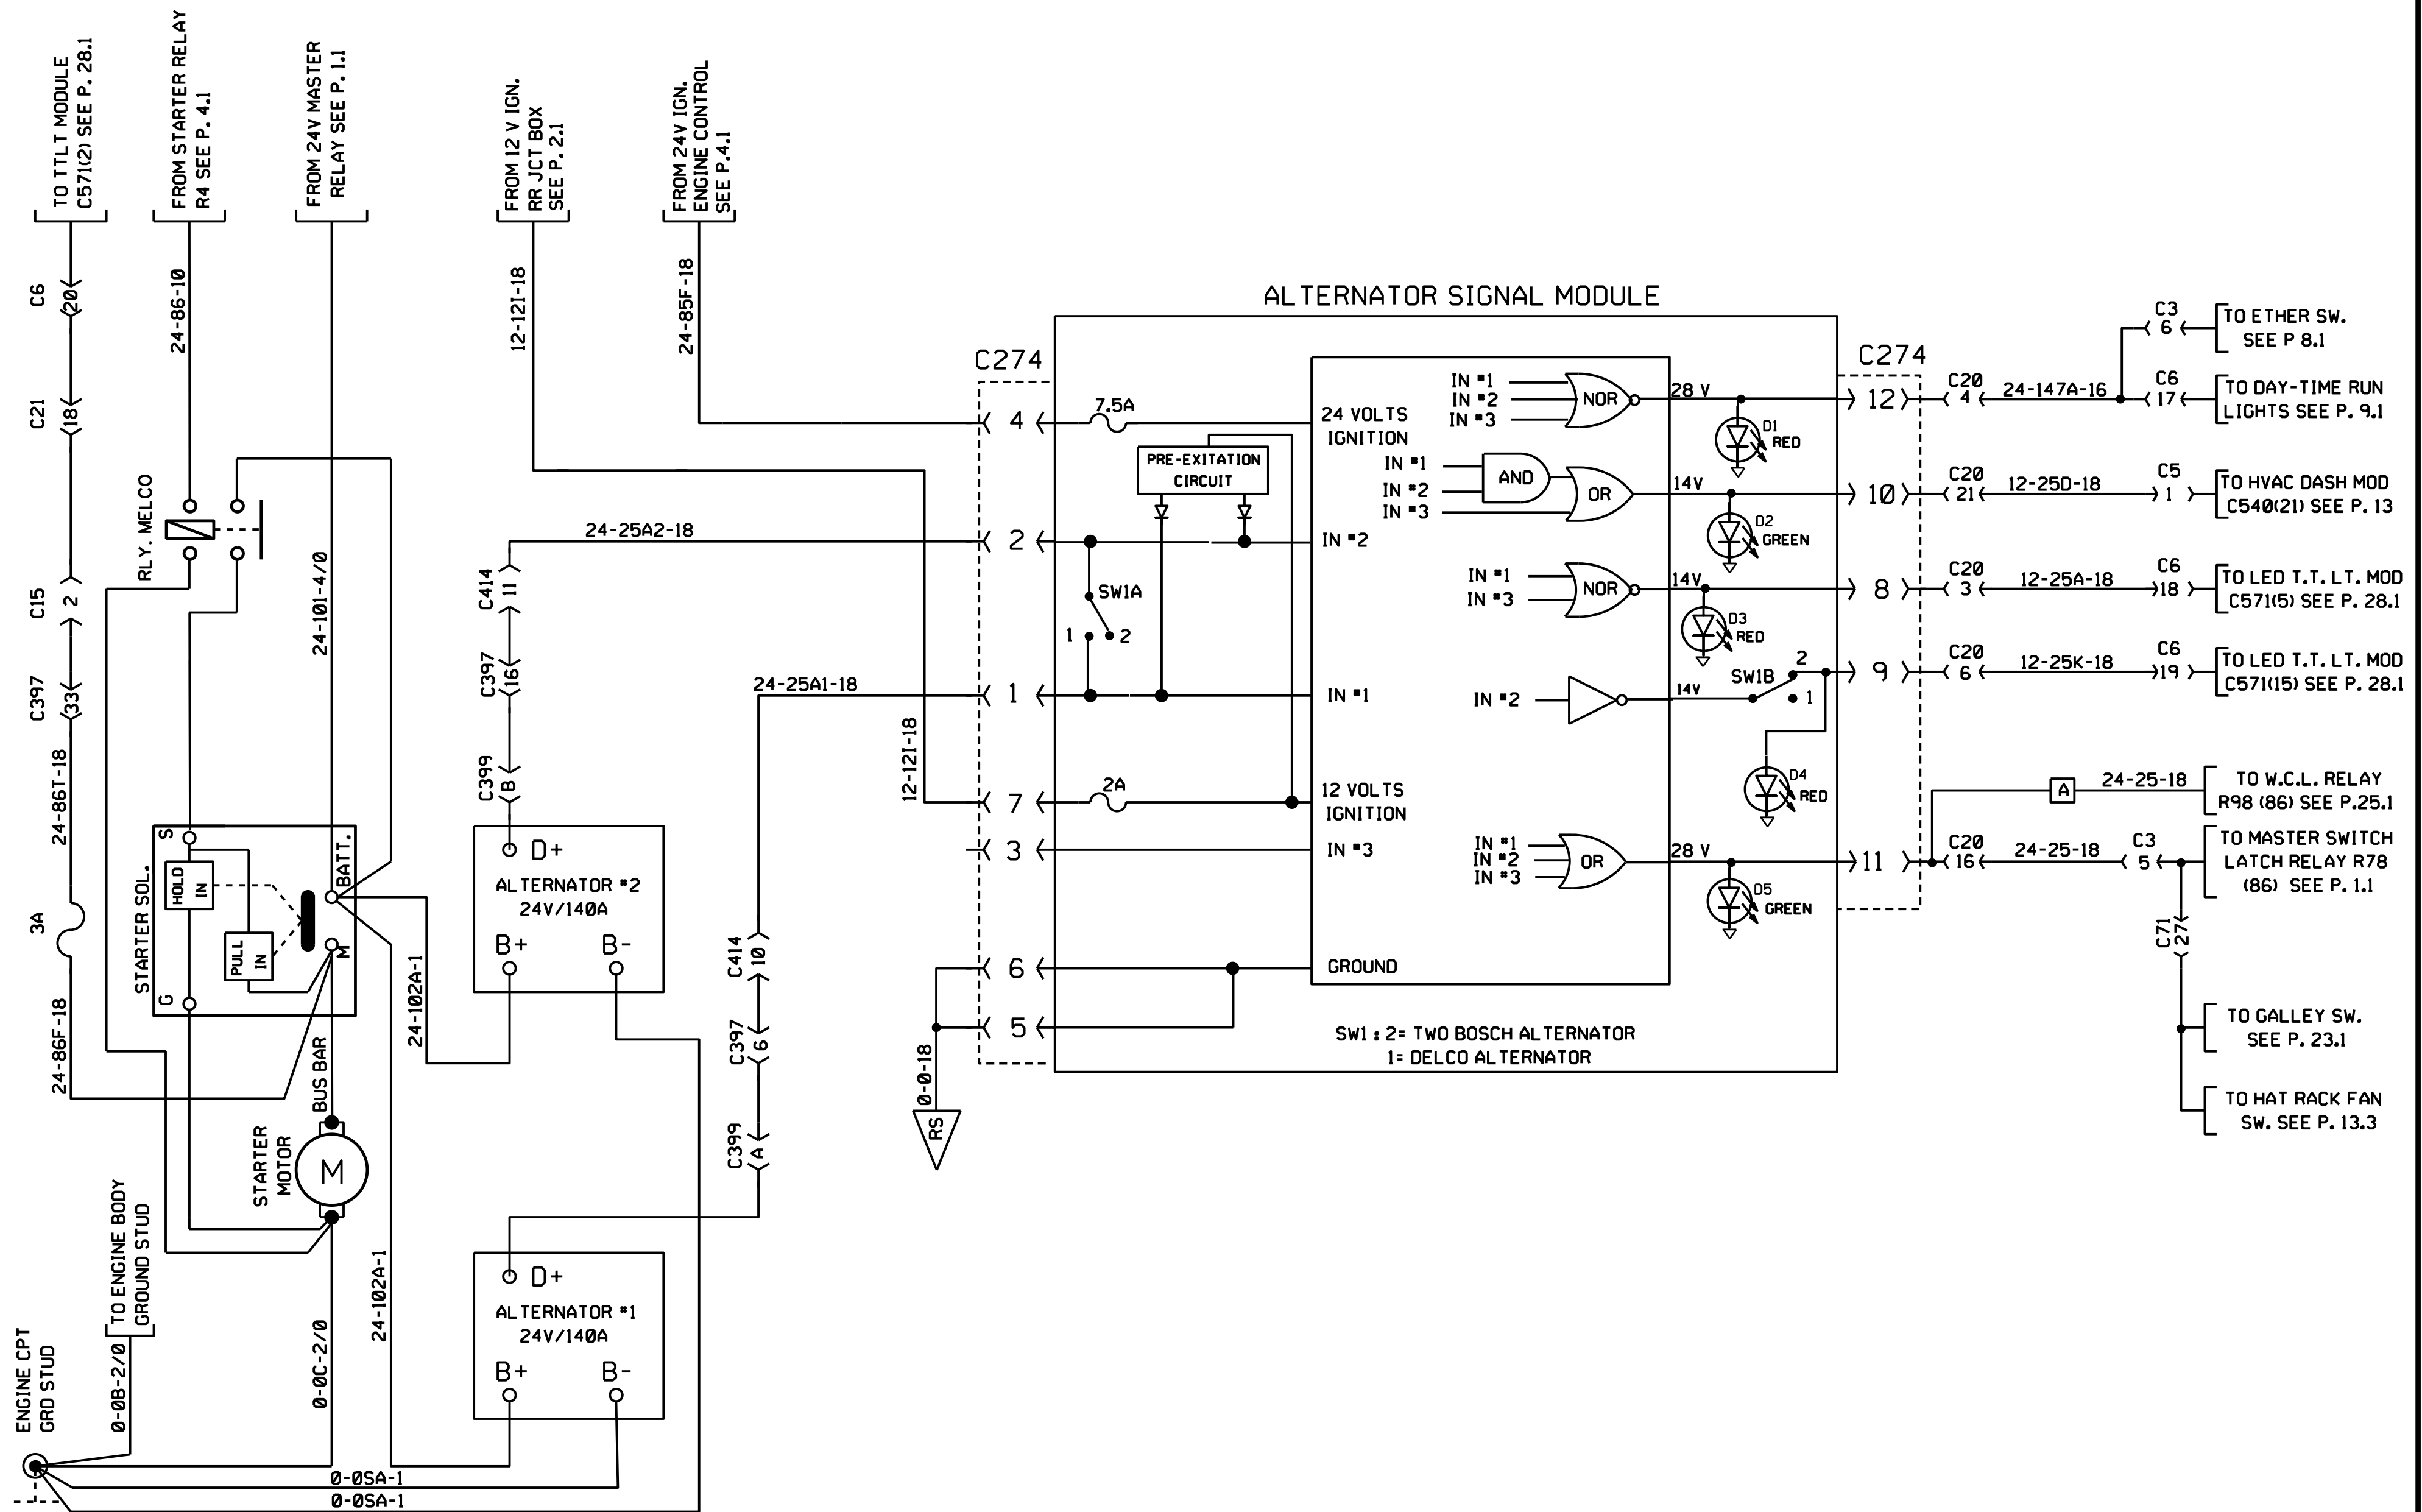 TO TTLT MODULE
C571(2) SEE P. 28.1
FROM STARTER RELAY
R4 SEE P. 4.1
FROM 24V MASTER
RELAY SEE P. 1.1
FROM 12 V IGN.
RR JCT BOX
SEE P. 2.1
FROM 24V IGN.
ENGINE CONTROL
SEE P.4.1
C6
20
24-86-10
12-12I-18
24-85F-18
C21
18
RLY. MELCO
24-101-4/0
C15
2
C397
33
24-86T-18
3A
24-86F-18
STARTER SOL.
S
HOLD
IN
PULL
IN
BATT.
M
G
BUS BAR
STARTER
MOTOR
M
TO ENGINE BODY
GROUND STUD
ENGINE CPT
GRD STUD
0-0B-2/0
0-0C-2/0
24-102A-1
24-102A-1
0-0SA-1
0-0SA-1
24-25A2-18
C414
11
C397
16
C399
B
D+
ALTERNATOR #2
24V/140A
B+
B-
24-25A1-18
C414
10
C397
6
C399
A
D+
ALTERNATOR #1
24V/140A
B+
B-
12-12I-18
0-0-18
RS
ALTERNATOR SIGNAL MODULE
C274
4
2
1
7
3
6
5
7.5A
PRE-EXITATION
CIRCUIT
SW1A
1
2
2A
24 VOLTS
IGNITION
IN #2
IN #1
12 VOLTS
IGNITION
IN #3
GROUND
IN #1
IN #2
IN #3
NOR
28 V
D1
RED
IN #1
IN #2
IN #3
AND
OR
14V
D2
GREEN
IN #1
IN #3
NOR
14V
D3
RED
IN #2
14V
SW1B
2
1
D4
RED
IN #1
IN #2
IN #3
OR
28 V
D5
GREEN
SW1 : 2= TWO BOSCH ALTERNATOR
1= DELCO ALTERNATOR
C274
12
C20
4
24-147A-16
C3
6
TO ETHER SW.
SEE P 8.1
C6
17
TO DAY-TIME RUN
LIGHTS SEE P. 9.1
10
C20
21
12-25D-18
C5
1
TO HVAC DASH MOD
C540(21) SEE P. 13
8
C20
3
12-25A-18
C6
18
TO LED T.T. LT. MOD
C571(5) SEE P. 28.1
9
C20
6
12-25K-18
C6
19
TO LED T.T. LT. MOD
C571(15) SEE P. 28.1
A
24-25-18
TO W.C.L. RELAY
R98 (86) SEE P.25.1
11
C20
16
24-25-18
C3
5
TO MASTER SWITCH
LATCH RELAY R78
(86) SEE P. 1.1
C71
27
TO GALLEY SW.
SEE P. 23.1
TO HAT RACK FAN
SW. SEE P. 13.3